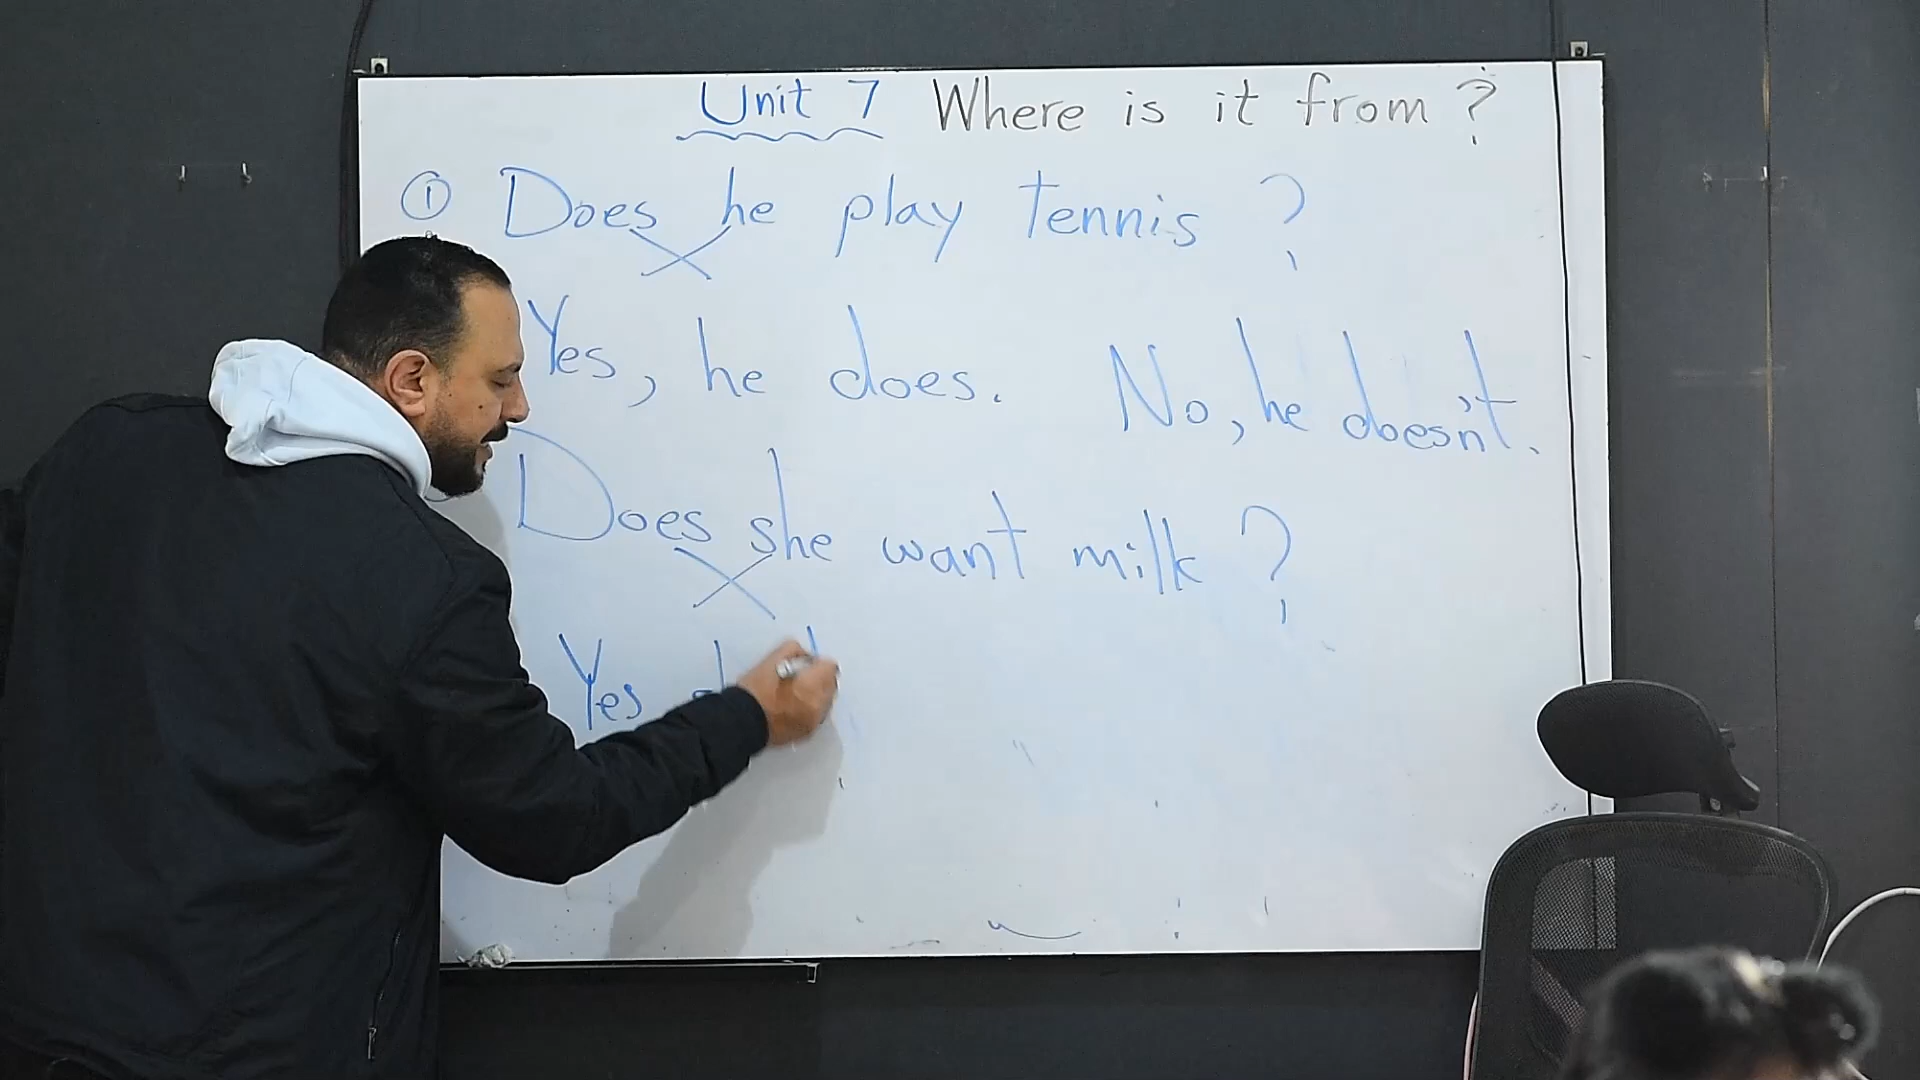 Unit 7 Where is it from ?
① Does he play tennis ?
Yes, he does. No, he doesn't.
Does she want milk ?
Yes